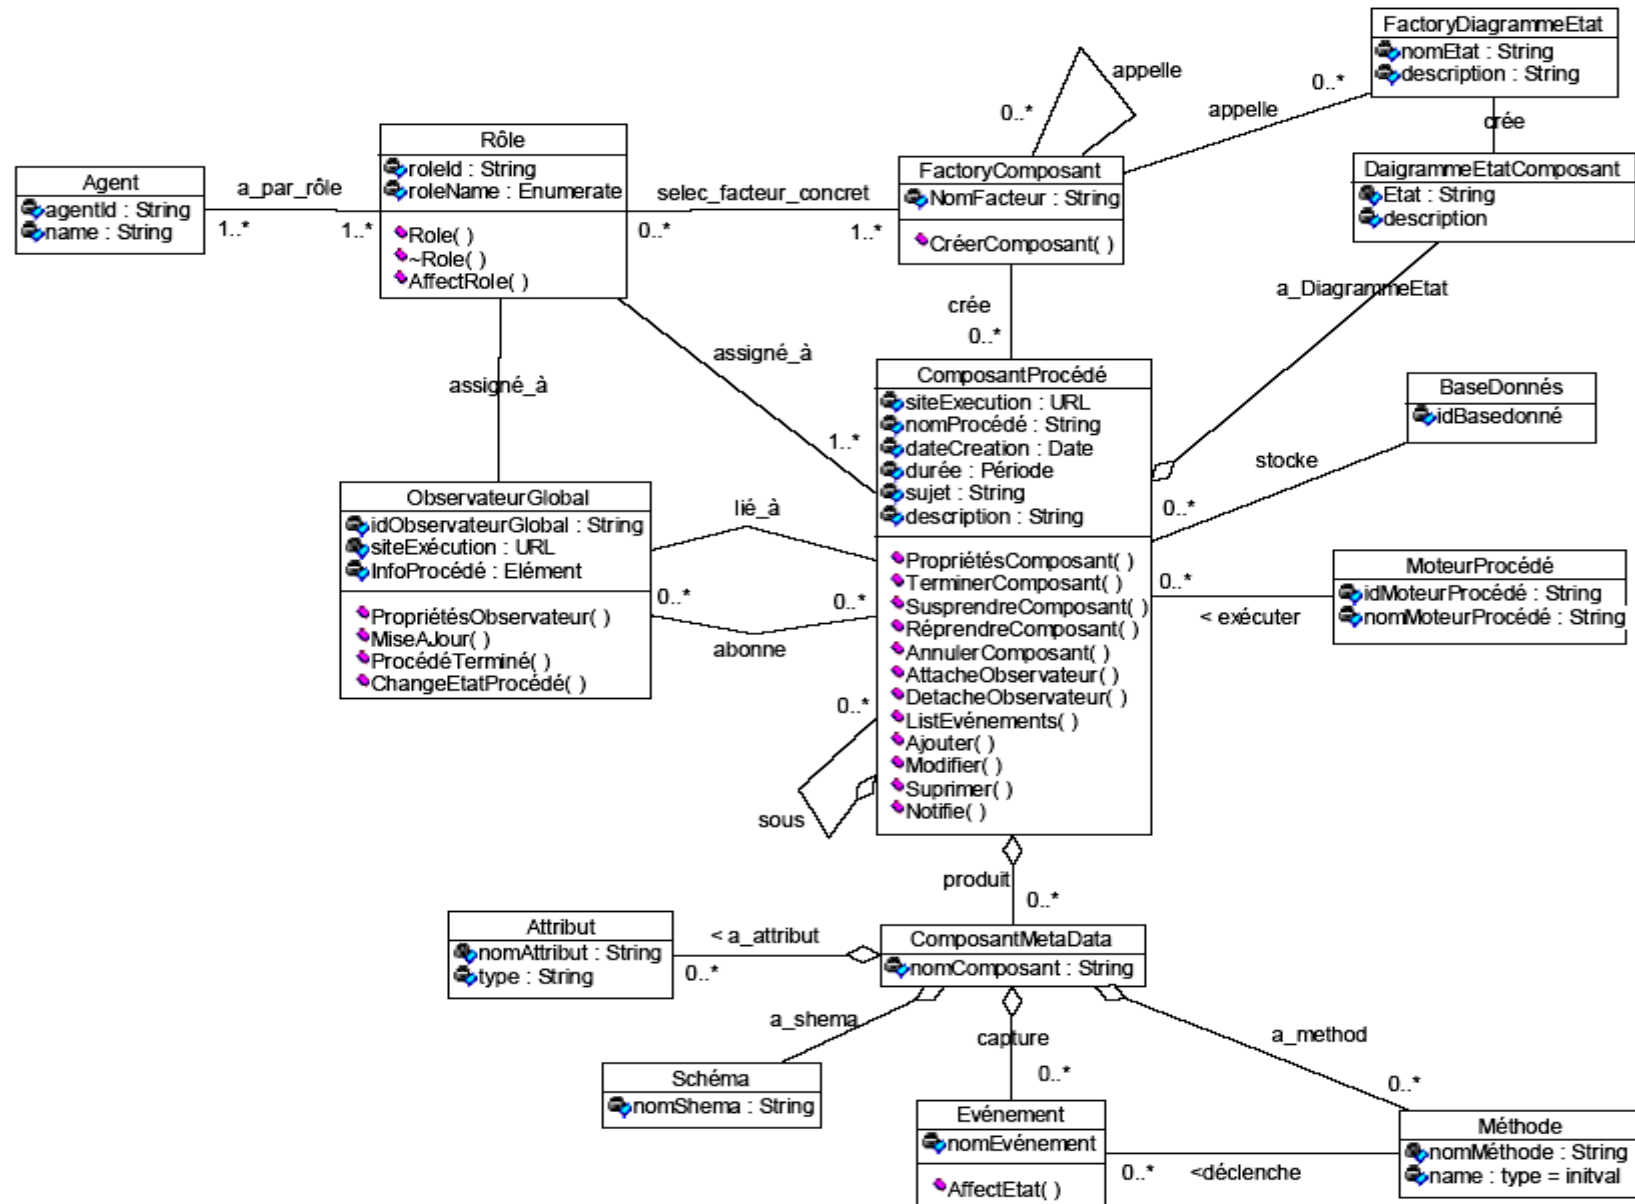 FactoryDiagrammeEtat
nomEtat : String
description : String
appelle
0..*
appelle
0..*
crée
Rôle
roleId : String
roleName : Enumerate
Role( )
~Role( )
AffectRole( )
Agent
agentId : String
name : String
a_par_rôle
1..*
1..*
selec_facteur_concret
0..*
1..*
FactoryComposant
NomFacteur : String
CréerComposant( )
DaigrammeEtatComposant
Etat : String
description
a_DiagrammeEtat
crée
0..*
assigné_à
assigné_à
1..*
ComposantProcédé
siteExecution : URL
nomProcédé : String
dateCreation : Date
durée : Période
sujet : String
description : String
PropriétésComposant( )
TerminerComposant( )
SusprendreComposant( )
RéprendreComposant( )
AnnulerComposant( )
AttacheObservateur( )
DetacheObservateur( )
ListEvénements( )
Ajouter( )
Modifier( )
Suprimer( )
Notifie( )
BaseDonnés
idBasedonné
stocke
0..*
ObservateurGlobal
idObservateurGlobal : String
siteExécution : URL
InfoProcédé : Elément
PropriétésObservateur( )
MiseAJour( )
ProcédéTerminé( )
ChangeEtatProcédé( )
lié_à
0..*
0..*
abonne
MoteurProcédé
idMoteurProcédé : String
nomMoteurProcédé : String
0..*
< exécuter
0..*
sous
produit
0..*
Attribut
nomAttribut : String
type : String
< a_attribut
0..*
ComposantMetaData
nomComposant : String
a_shema
capture
a_method
0..*
0..*
Schéma
nomShema : String
Evénement
nomEvénement
AffectEtat( )
0..*
<déclenche
Méthode
nomMéthode : String
name : type = initval